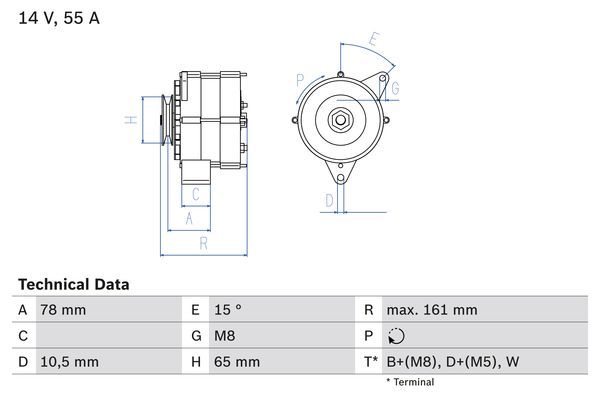 14 V, 55 A
E
P
G
H
D
C
A
R
Technical Data
A 78 mm E 15 ° R max. 161 mm
C G M8 P
D 10,5 mm H 65 mm T* B+(M8), D+(M5), W
* Terminal